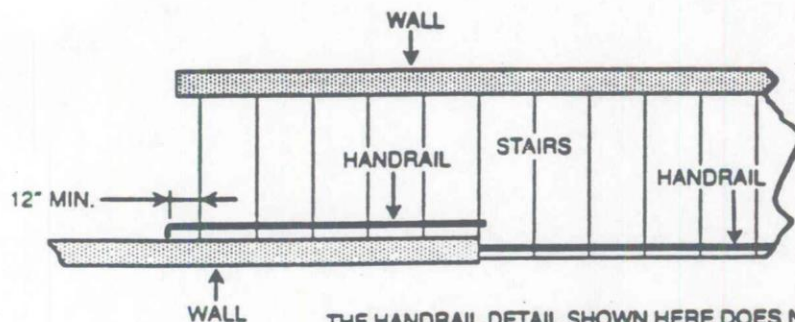 WALL
HANDRAIL
STAIRS
HANDRAIL
12" MIN.
WALL
THE HANDRAIL DETAIL SHOWN HERE DOES